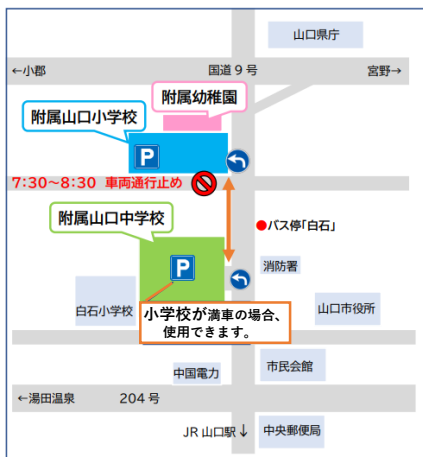 山口県庁
←小郡
国道9号
宮野→
附属幼稚園
附属山口小学校
P
7:30~8:30 車両通行止め
附属山口中学校
●バス停「白石」
P
消防署
白石小学校
小学校が満車の場合、
使用できます。
山口市役所
中国電力
市民会館
←湯田温泉
204号
JR山口駅↓
中央郵便局